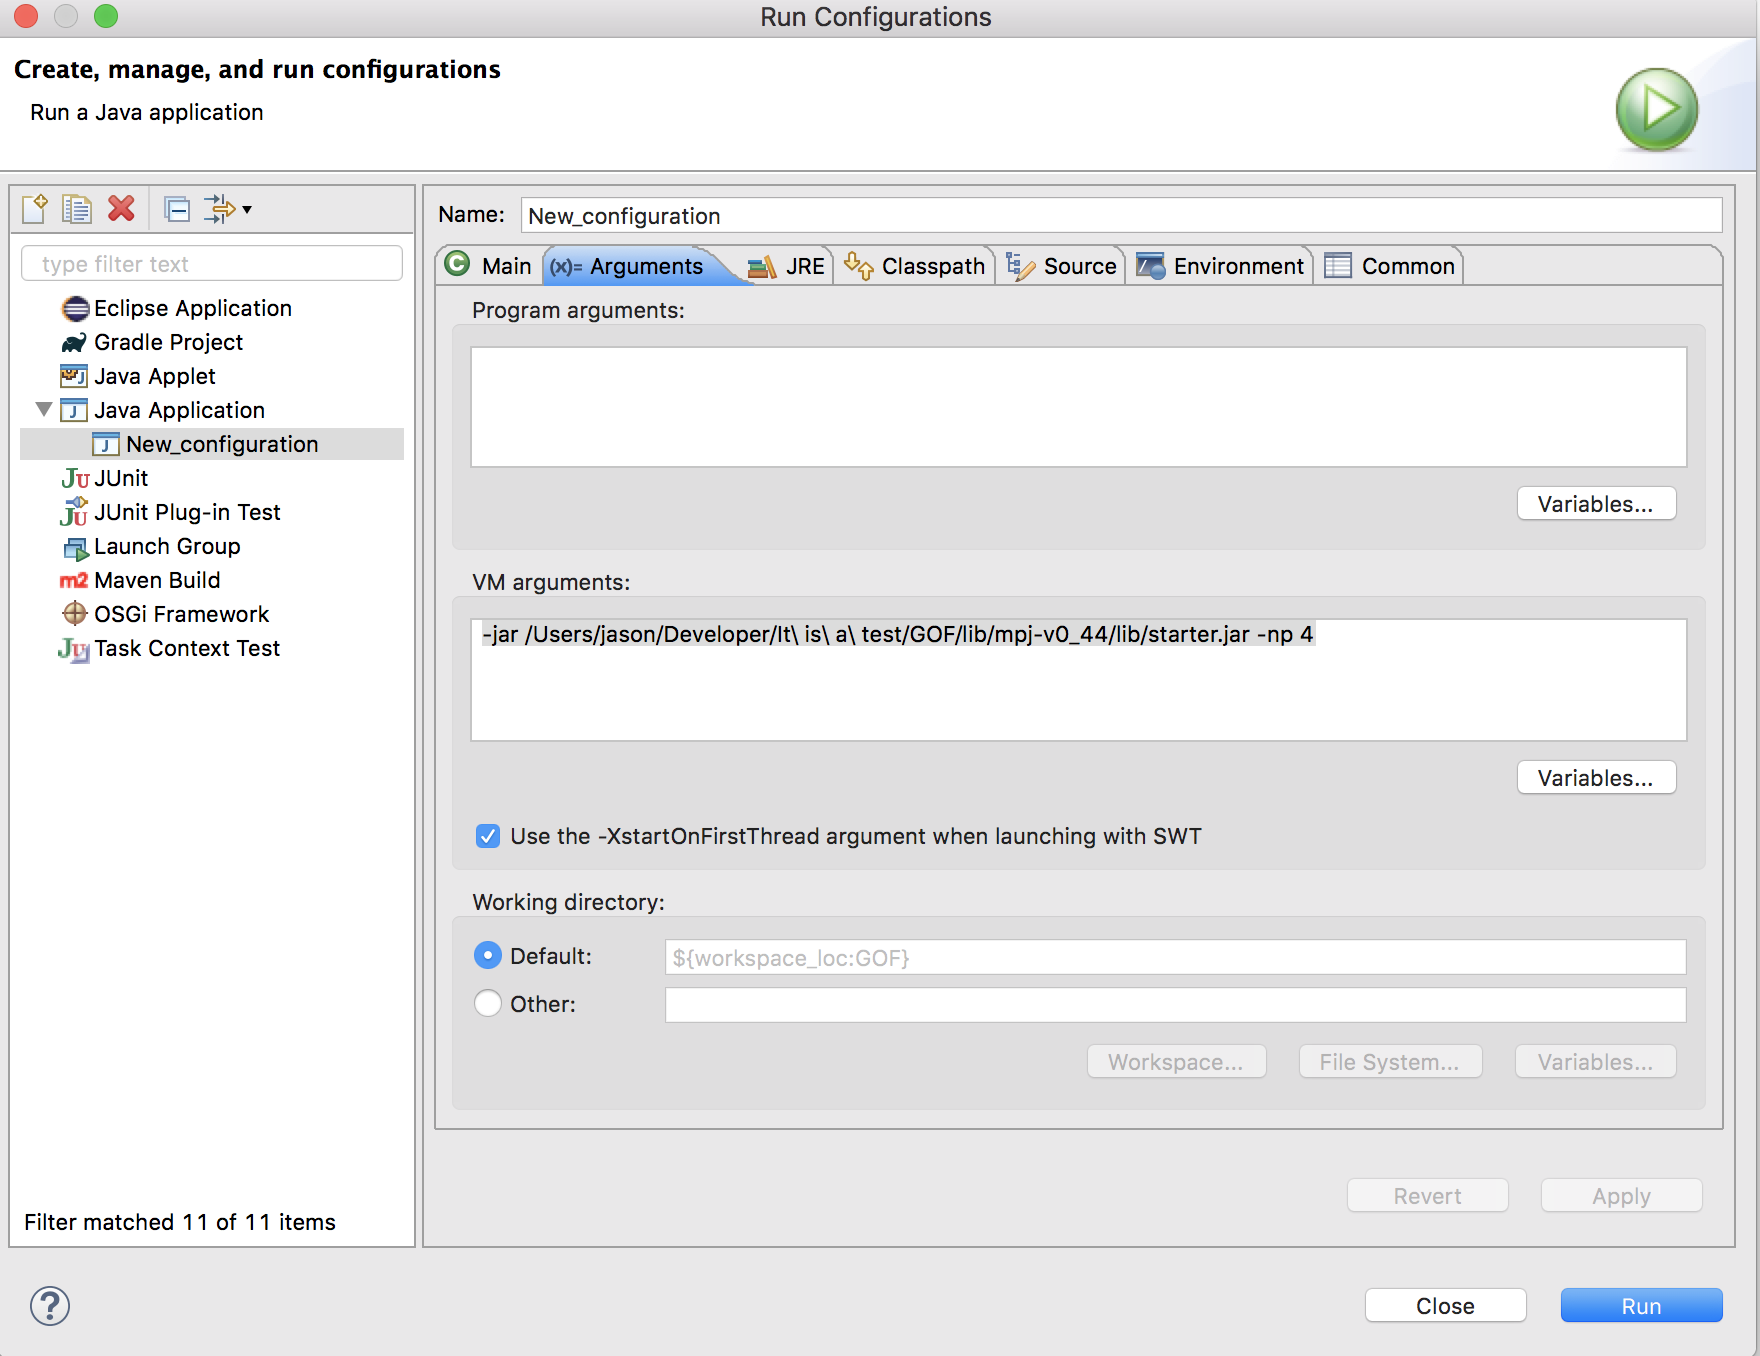 Run Configurations
Create, manage, and run configurations
Run a Java application
type filter text
Eclipse Application
Gradle Project
Java Applet
Java Application
New_configuration
JUnit
JUnit Plug-in Test
Launch Group
m2 Maven Build
OSGi Framework
Task Context Test
Filter matched 11 of 11 items
Name: New_configuration
Main (x)= Arguments JRE Classpath Source Environment Common
Program arguments:
Variables...
VM arguments:
-jar /Users/jason/Developer/It\ is\ a\ test/GOF/lib/mpj-v0_44/lib/starter.jar -np 4
Variables...
Use the -XstartOnFirstThread argument when launching with SWT
Working directory:
Default: ${workspace_loc:GOF}
Other:
Workspace... File System... Variables...
Revert Apply
? Close Run